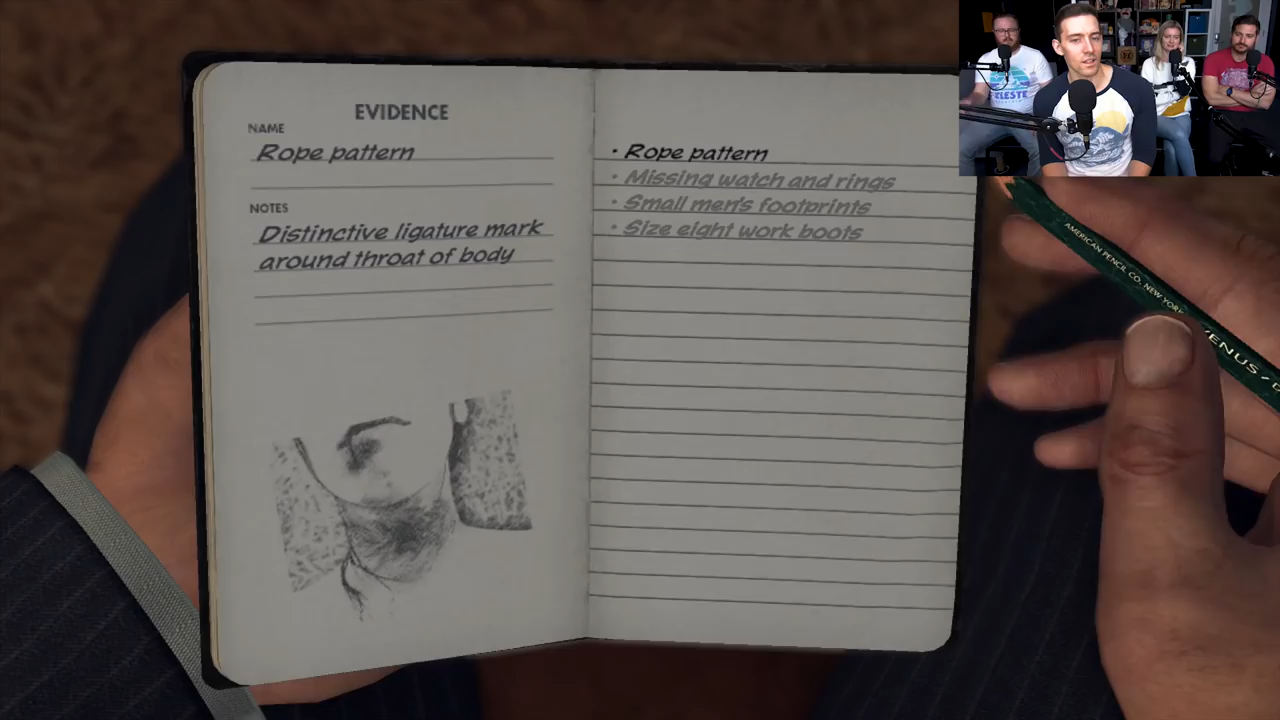 EVIDENCE
NAME
Rope pattern
NOTES
Distinctive ligature mark
around throat of body
· Rope pattern
· Missing watch and rings
· Small men's footprints
· Size eight work boots
AMERICAN PENCIL CO. NEW YORK
VENUS
CELESTE